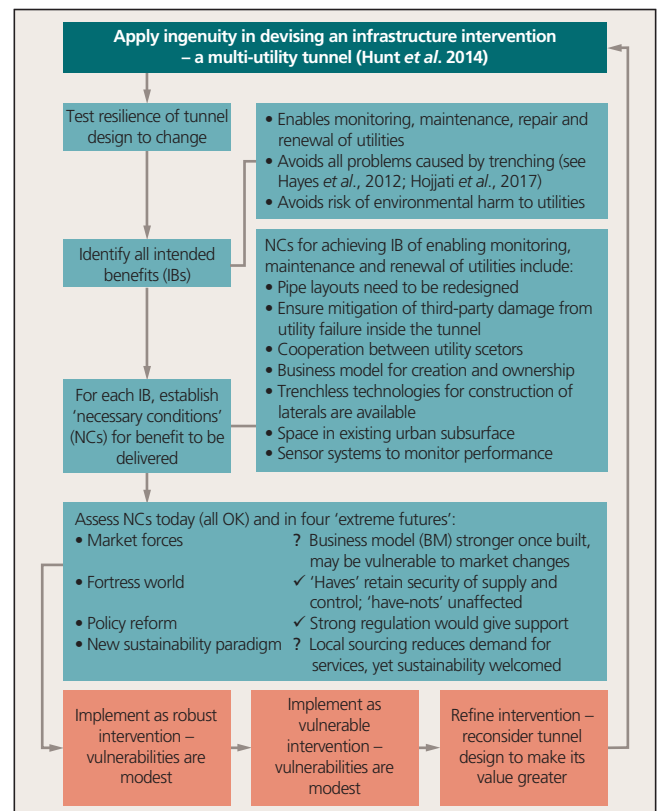 Apply ingenuity in devising an infrastructure intervention
– a multi-utility tunnel (Hunt et al. 2014)
Test resilience of tunnel
design to change
• Enables monitoring, maintenance, repair and
renewal of utilities
• Avoids all problems caused by trenching (see
Hayes et al., 2012; Hojjati et al., 2017)
• Avoids risk of environmental harm to utilities
Identify all intended
benefits (IBs)
NCs for achieving IB of enabling monitoring,
maintenance and renewal of utilities include:
• Pipe layouts need to be redesigned
• Ensure mitigation of third-party damage from
utility failure inside the tunnel
• Cooperation between utility scetors
• Business model for creation and ownership
• Trenchless technologies for construction of
laterals are available
• Space in existing urban subsurface
• Sensor systems to monitor performance
For each IB, establish
‘necessary conditions’
(NCs) for benefit to be
delivered
Assess NCs today (all OK) and in four ‘extreme futures’:
• Market forces ? Business model (BM) stronger once built,
may be vulnerable to market changes
• Fortress world ✓ ‘Haves’ retain security of supply and
control; ‘have-nots’ unaffected
• Policy reform ✓ Strong regulation would give support
• New sustainability paradigm ? Local sourcing reduces demand for
services, yet sustainability welcomed
Implement as robust
intervention –
vulnerabilities are
modest
Implement as
vulnerable
intervention –
vulnerabilities are
modest
Refine intervention –
reconsider tunnel
design to make its
value greater